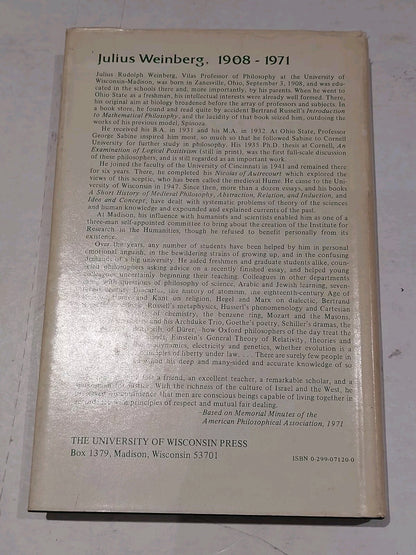 Julius Weinberg, 1908 - 1971
Julius Rudolph Weinberg, Vilas Professor of Philosophy at the University of
Wisconsin-Madison, was born in Zanesville, Ohio, September 3, 1908, and was edu-
cated in the schools there and, more importantly, by his parents. When he went to
Ohio State as a freshman, his intellectual interests were already well formed. There,
his original aim at biology broadened before the array of professors and subjects. In
a book store, he found and read quite by accident Bertrand Russell's Introduction
to Mathematical Philosophy, and the lucidity of that book seized him, outdoing the
works of his previous model, Spinoza.
He received his B.A. in 1931 and his M.A. in 1932. At Ohio State, Professor
George Sabine inspired him most, so much so that he followed Sabine to Cornell
University for further study in philosophy. His 1935 Ph.D. thesis at Cornell, An
Examination of Logical Positivism (still in print), was the first full-scale discussion
of these philosophers, and is still regarded as an important work.
He joined the faculty of the University of Cincinnati in 1941 and remained there
for six years. There, he completed his Nicolaus of Autrecourt which explored the
views of this sceptic, who has been called the medieval Hume. He came to the Uni-
versity of Wisconsin in 1947. Since then, more than a dozen essays, and his books
A Short History of Medieval Philosophy, Abstraction, Relation, and Induction, and
Idea and Concept, have dealt with systematic problems of theory of the sciences
and human knowledge and expounded and explained currents of the past.
At Madison, his influence with humanists and scientists enabled him as one of a
three-man self-appointed committee to bring about the creation of the Institute for
Research in the Humanities, though he refused to benefit personally from its
existence.
Over the years, any number of students have been helped by him in personal
emotional anguish, in the bewildering strains of growing up, and in the confusing
demands of a big university. He aided freshmen and graduate students alike, coun-
philosophers asking advice on a recently finished essay, and helped young
uncertainly beginning their teaching. Colleagues in other departments
with questions of philosophy of science, Arabic and Jewish learning, seven-
the history of atomism, the eighteenth-century Age of
Hume and Kant on religion, Hegel and Marx on dialectic, Bertrand
Russell's metaphysics, Husserl's phenomenology and Cartesian
of chemistry, the benzene ring, Mozart and the Masons,
Archduke Trio, Goethe's poetry, Schiller's dramas, the
of Dürer, how Oxford philosophers of the day treat the
Einstein's General Theory of Relativity, theories and
electricity and genetics, whether evolution is a
principles of liberty under law. . . . There are surely few people in
his deep and many-sided and accurate knowledge of so
a friend, an excellent teacher, a remarkable scholar, and a
With the richness of the culture of Israel and the West, he
that men are conscious beings capable of living together in
principles of respect and mutual fair dealing.
–Based on Memorial Minutes of the
American Philosophical Association, 1971
THE UNIVERSITY OF WISCONSIN PRESS
Box 1379, Madison, Wisconsin 53701
ISBN 0-299-07120-0